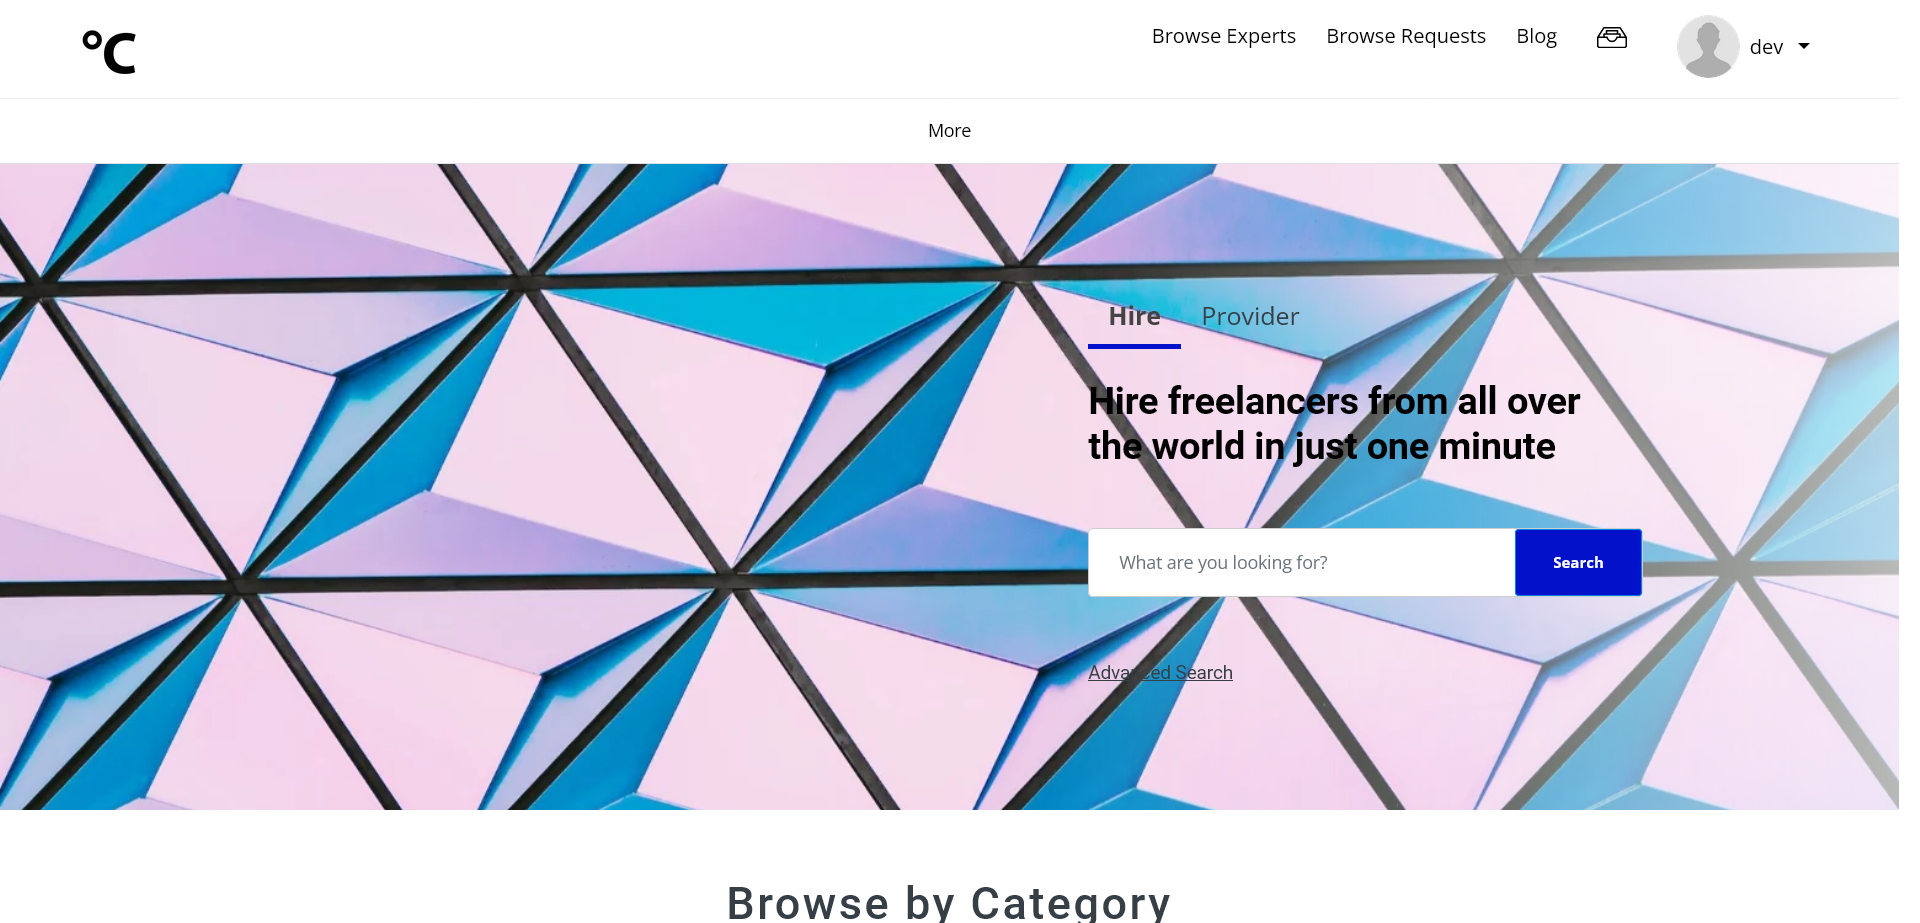 °C
Browse Experts Browse Requests Blog
dev
More
Hire Provider
Hire freelancers from all over
the world in just one minute
What are you looking for?
Search
Advanced Search
Browse by Category